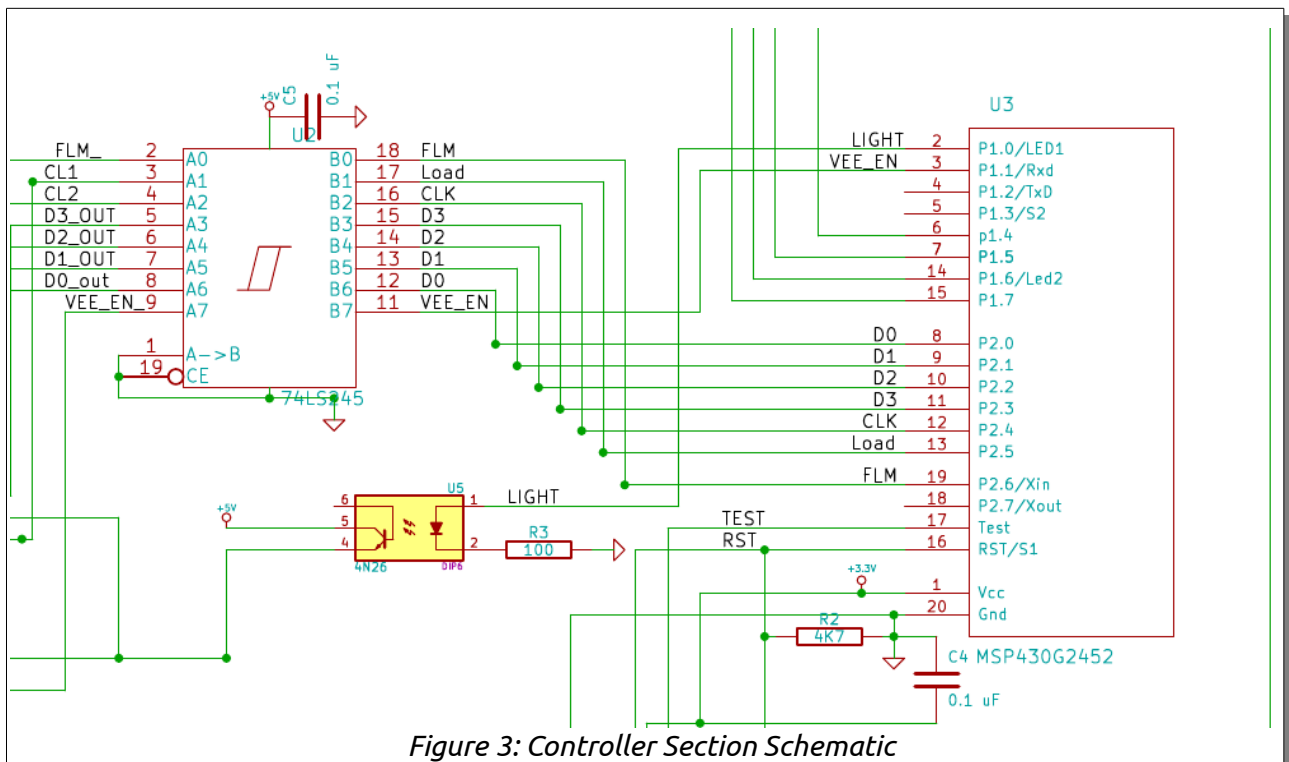 +5V
C5
0.1 uF
U2
FLM_ 2 A0 B0 18 FLM
CL1 3 A1 B1 17 Load
CL2 4 A2 B2 16 CLK
D3_OUT 5 A3 B3 15 D3
D2_OUT 6 A4 B4 14 D2
D1_OUT 7 A5 B5 13 D1
D0_out 8 A6 B6 12 D0
VEE_EN_ 9 A7 B7 11 VEE_EN
1 A->B
19 CE
74LS245
U3
LIGHT 2 P1.0/LED1
VEE_EN 3 P1.1/Rxd
4 P1.2/TxD
5 P1.3/S2
6 p1.4
7 P1.5
14 P1.6/Led2
15 P1.7
D0 8 P2.0
D1 9 P2.1
D2 10 P2.2
D3 11 P2.3
CLK 12 P2.4
Load 13 P2.5
FLM 19 P2.6/Xin
18 P2.7/Xout
TEST 17 Test
RST 16 RST/S1
+3.3V
1 Vcc
20 Gnd
R2
4K7
C4 MSP430G2452
0.1 uF
U5
6 1 LIGHT
+5V
5
4 2
R3
100
4N26 DIP6
Figure 3: Controller Section Schematic